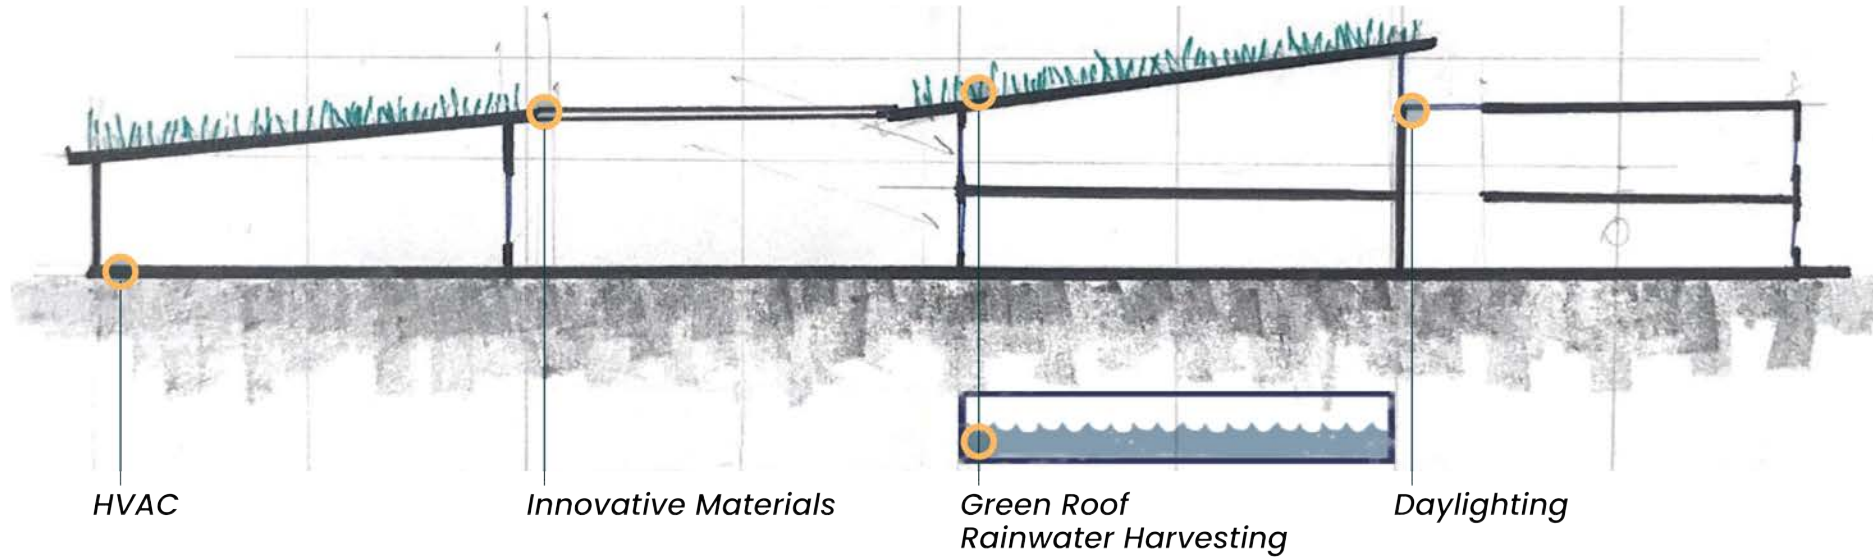 HVAC
Innovative Materials
Green Roof
Rainwater Harvesting
Daylighting